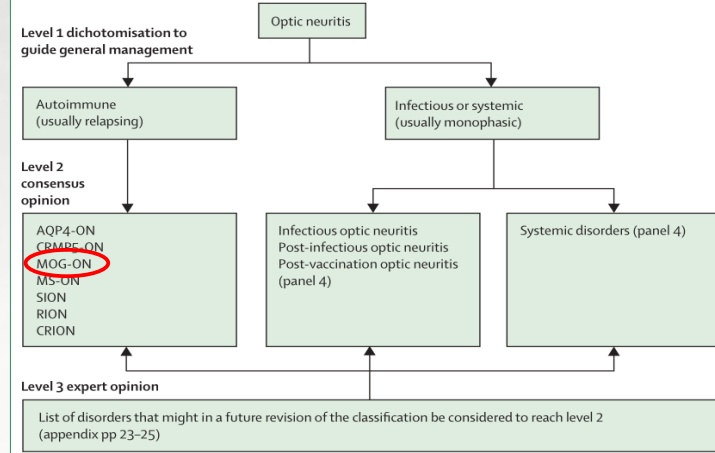 Optic neuritis
Level 1 dichotomisation to
guide general management
Autoimmune
(usually relapsing)
Infectious or systemic
(usually monophasic)
Level 2
consensus
opinion
AQP4-ON
CRMP5-ON
MOG-ON
MS-ON
SION
RION
CRION
Infectious optic neuritis
Post-infectious optic neuritis
Post-vaccination optic neuritis
(panel 4)
Systemic disorders (panel 4)
Level 3 expert opinion
List of disorders that might in a future revision of the classification be considered to reach level 2
(appendix pp 23–25)